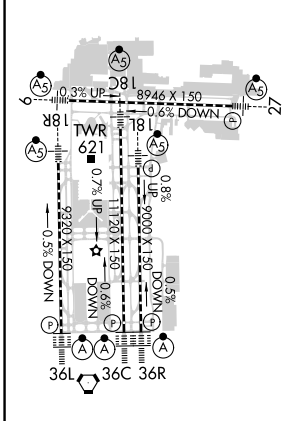 A5
18C
A5
A5
9
0.3% UP
8946 X 150
27
0.6% DOWN
P
18R
18L
TWR
621
A5
A5
P
0.8%
UP
0.7% UP
9320 X 150
11120 X 150
9000 X 150
0.5% DOWN
0.6%
DOWN
0.5%
DOWN
P
P
P
A
A
A
36L
36C
36R